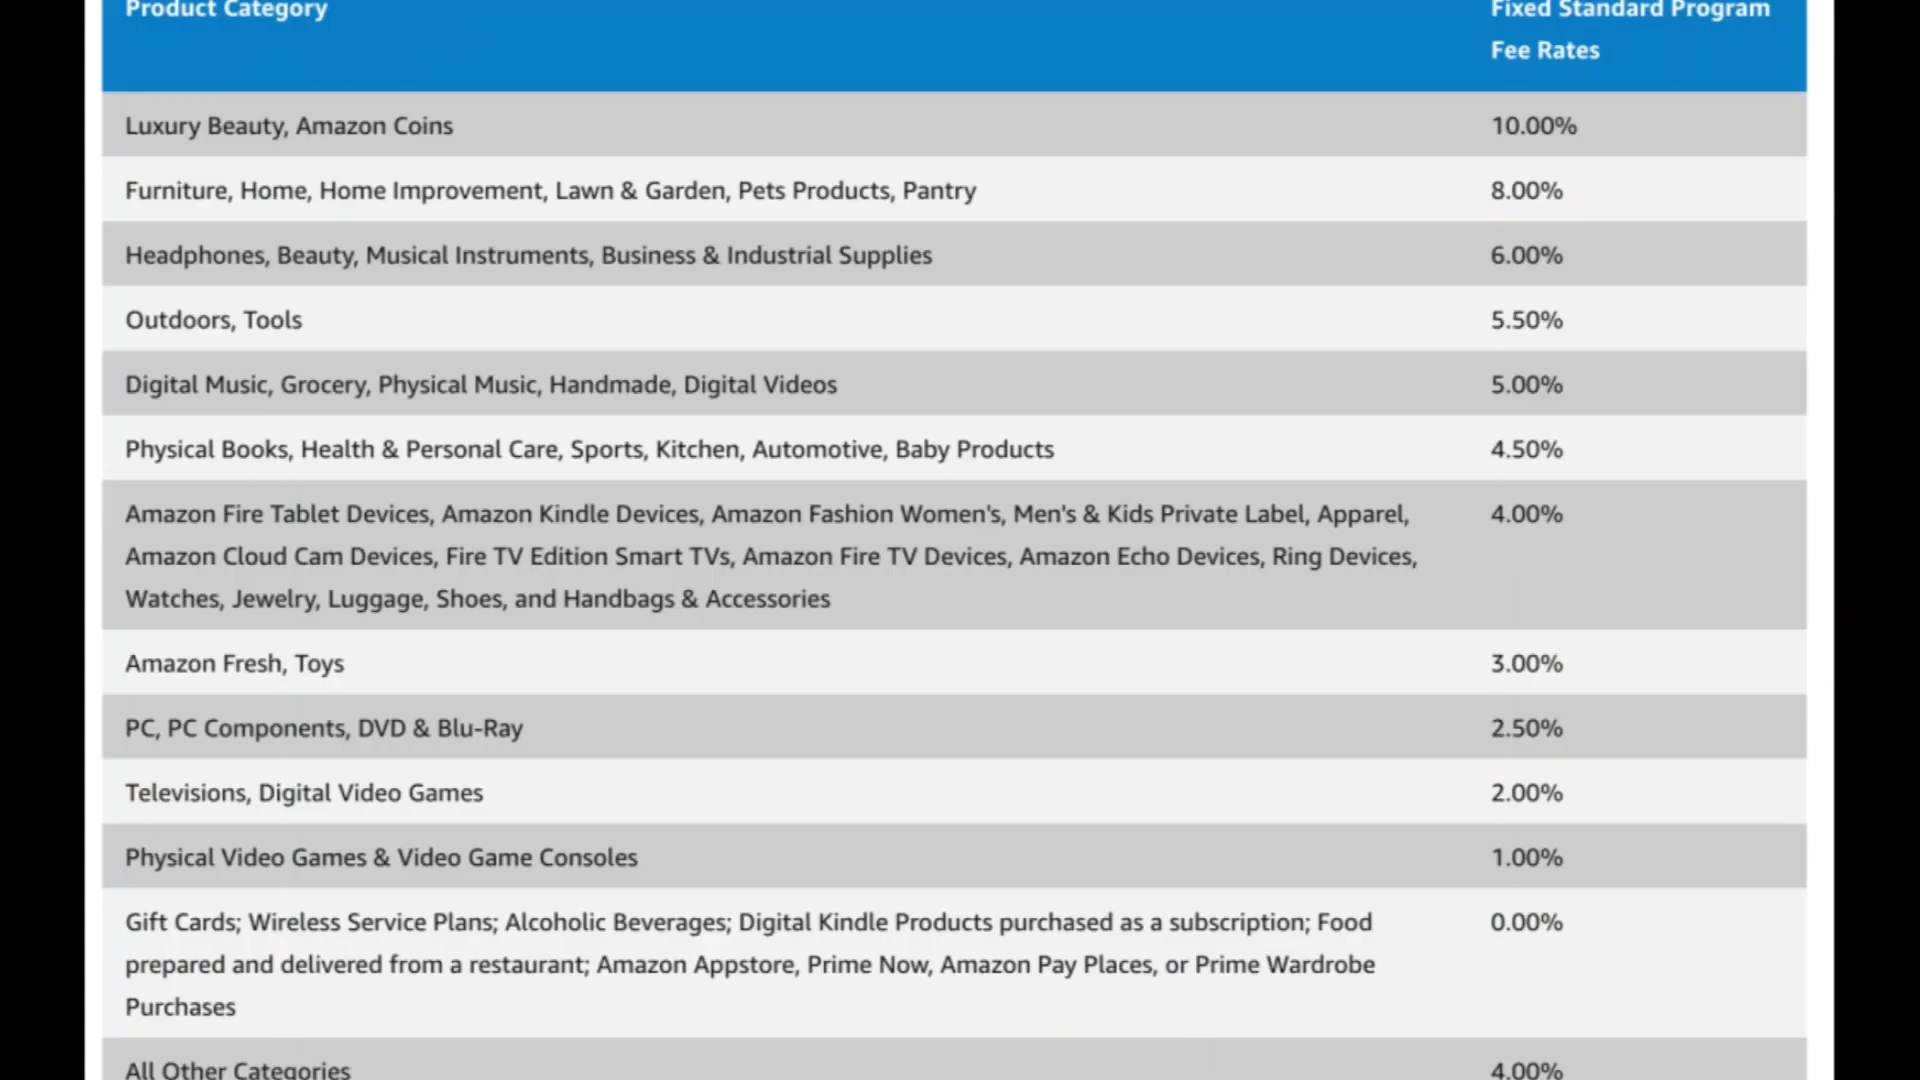 Product Category
Fixed Standard Program
Fee Rates
Luxury Beauty, Amazon Coins 10.00%
Furniture, Home, Home Improvement, Lawn & Garden, Pets Products, Pantry 8.00%
Headphones, Beauty, Musical Instruments, Business & Industrial Supplies 6.00%
Outdoors, Tools 5.50%
Digital Music, Grocery, Physical Music, Handmade, Digital Videos 5.00%
Physical Books, Health & Personal Care, Sports, Kitchen, Automotive, Baby Products 4.50%
Amazon Fire Tablet Devices, Amazon Kindle Devices, Amazon Fashion Women's, Men's & Kids Private Label, Apparel, 4.00%
Amazon Cloud Cam Devices, Fire TV Edition Smart TVs, Amazon Fire TV Devices, Amazon Echo Devices, Ring Devices,
Watches, Jewelry, Luggage, Shoes, and Handbags & Accessories
Amazon Fresh, Toys 3.00%
PC, PC Components, DVD & Blu-Ray 2.50%
Televisions, Digital Video Games 2.00%
Physical Video Games & Video Game Consoles 1.00%
Gift Cards; Wireless Service Plans; Alcoholic Beverages; Digital Kindle Products purchased as a subscription; Food 0.00%
prepared and delivered from a restaurant; Amazon Appstore, Prime Now, Amazon Pay Places, or Prime Wardrobe
Purchases
All Other Categories 4.00%